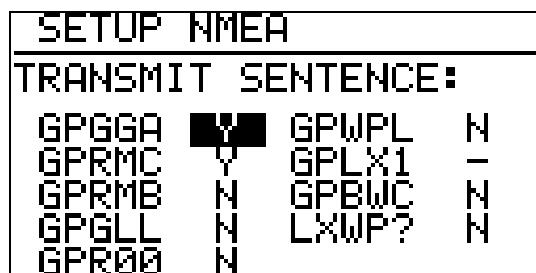 SETUP NMEA
TRANSMIT SENTENCE:
GPGGA Y GPWPL N
GPRMC Y GPLX1 -
GPRMB N GPBWC N
GPGLL N LXWP? N
GPR00 N